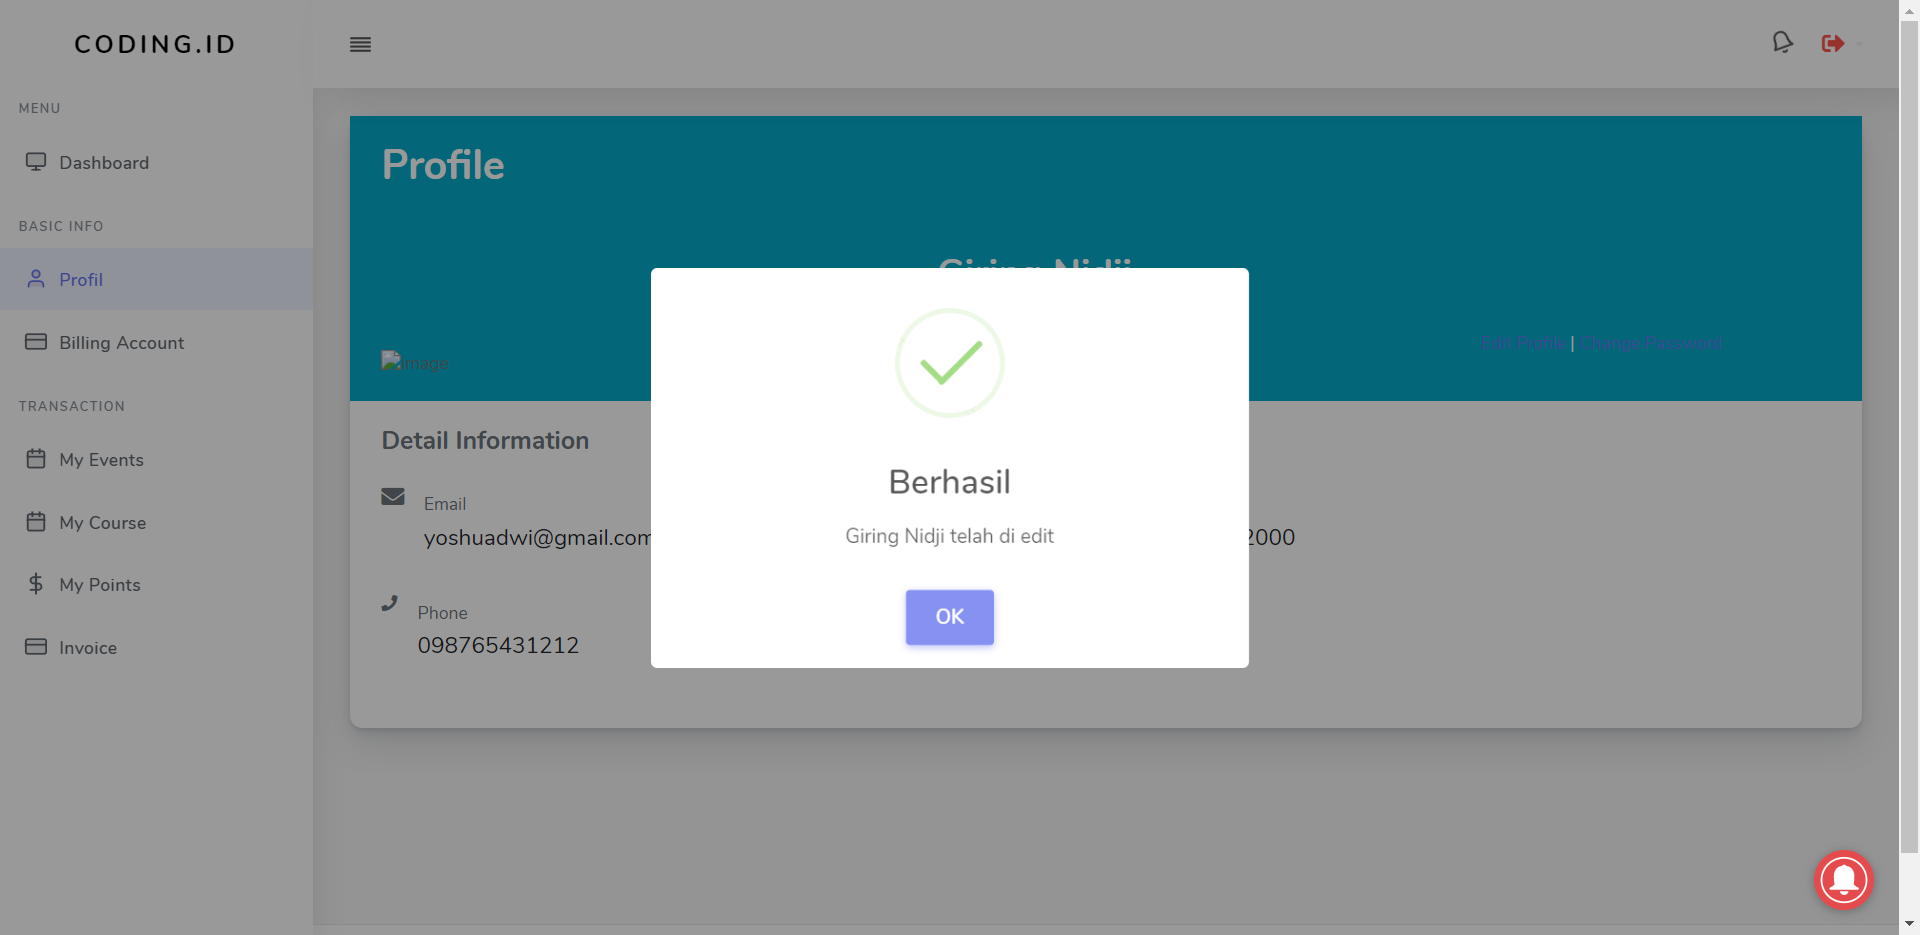 CODING.ID
MENU
Dashboard
BASIC INFO
Profil
Billing Account
TRANSACTION
My Events
My Course
My Points
Invoice
Profile
Giring Nidji
image
Edit Profile | Change Password
Detail Information
Email
yoshuadwi@gmail.com
2000
Phone
098765431212
Berhasil
Giring Nidji telah di edit
OK